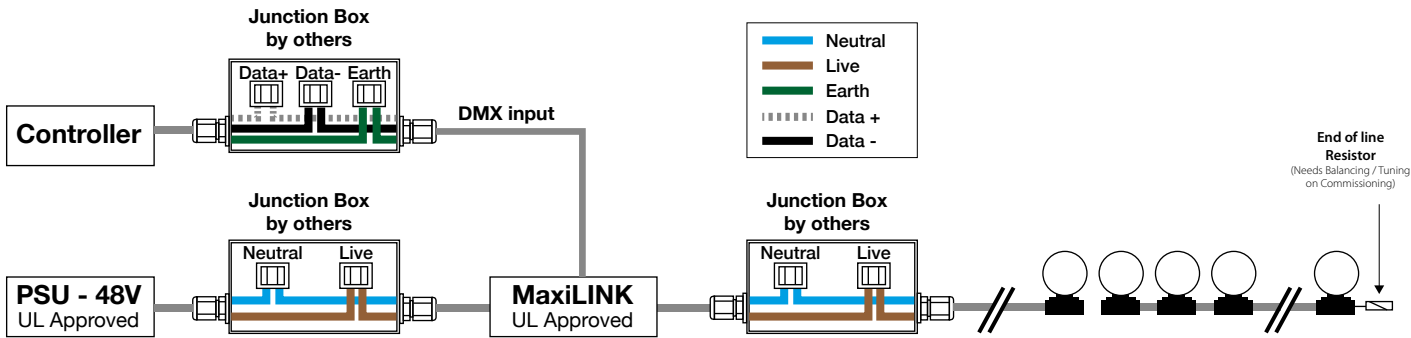 Junction Box
by others
Data+ Data- Earth
Controller
DMX input
Neutral
Live
Earth
Data +
Data -
End of line
Resistor
(Needs Balancing / Tuning
on Commissioning)
Junction Box
by others
Neutral Live
PSU - 48V
UL Approved
MaxiLINK
UL Approved
Junction Box
by others
Neutral Live